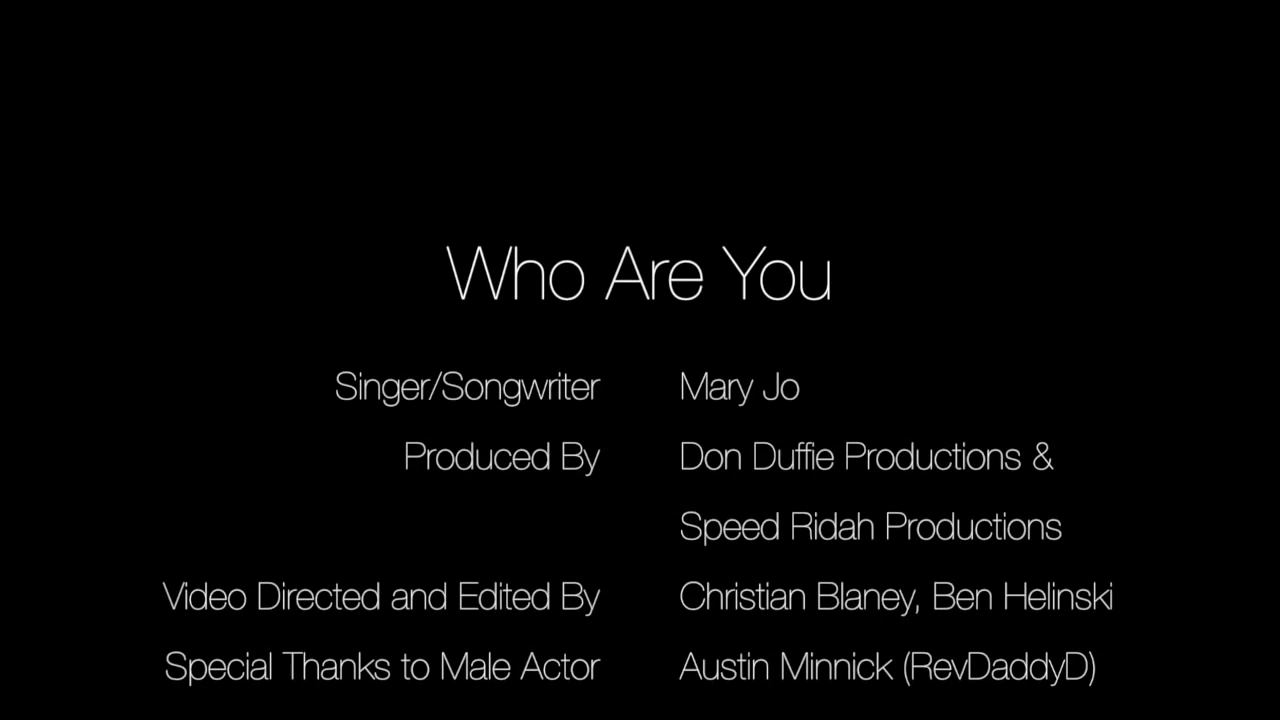 Who Are You
Singer/Songwriter Mary Jo
Produced By Don Duffie Productions &
Speed Ridah Productions
Video Directed and Edited By Christian Blaney, Ben Helinski
Special Thanks to Male Actor Austin Minnick (RevDaddyD)